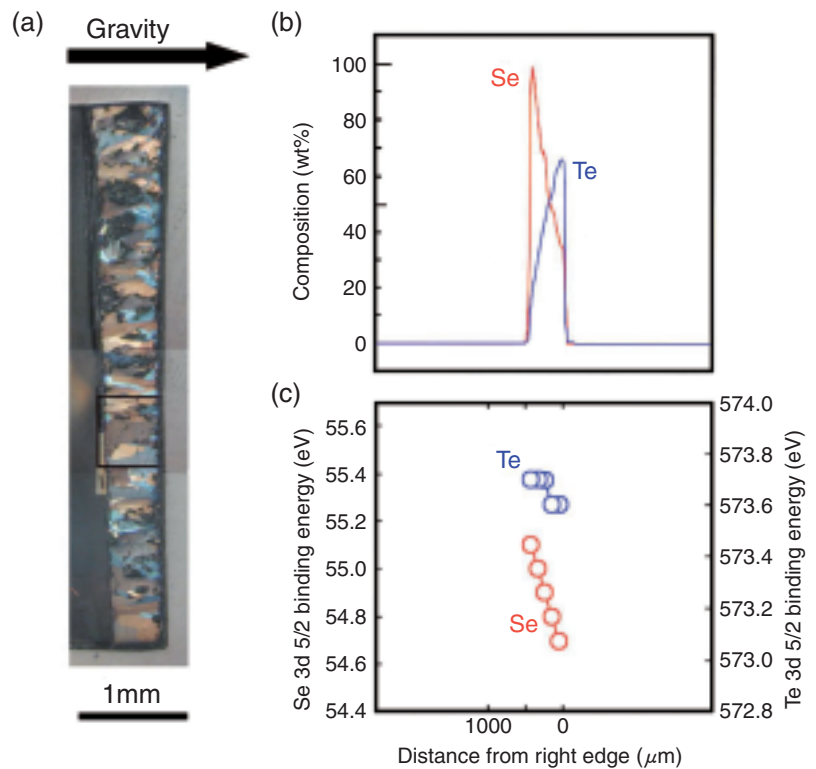 (a)
Gravity
1mm
(b)
Composition (wt%)
100
80
60
40
20
0
Se
Te
(c)
Se 3d 5/2 binding energy (eV)
55.6
55.4
55.2
55.0
54.8
54.6
54.4
Te
Se
574.0
573.8
573.6
573.4
573.2
573.0
572.8
Te 3d 5/2 binding energy (eV)
1000 0
Distance from right edge (μm)